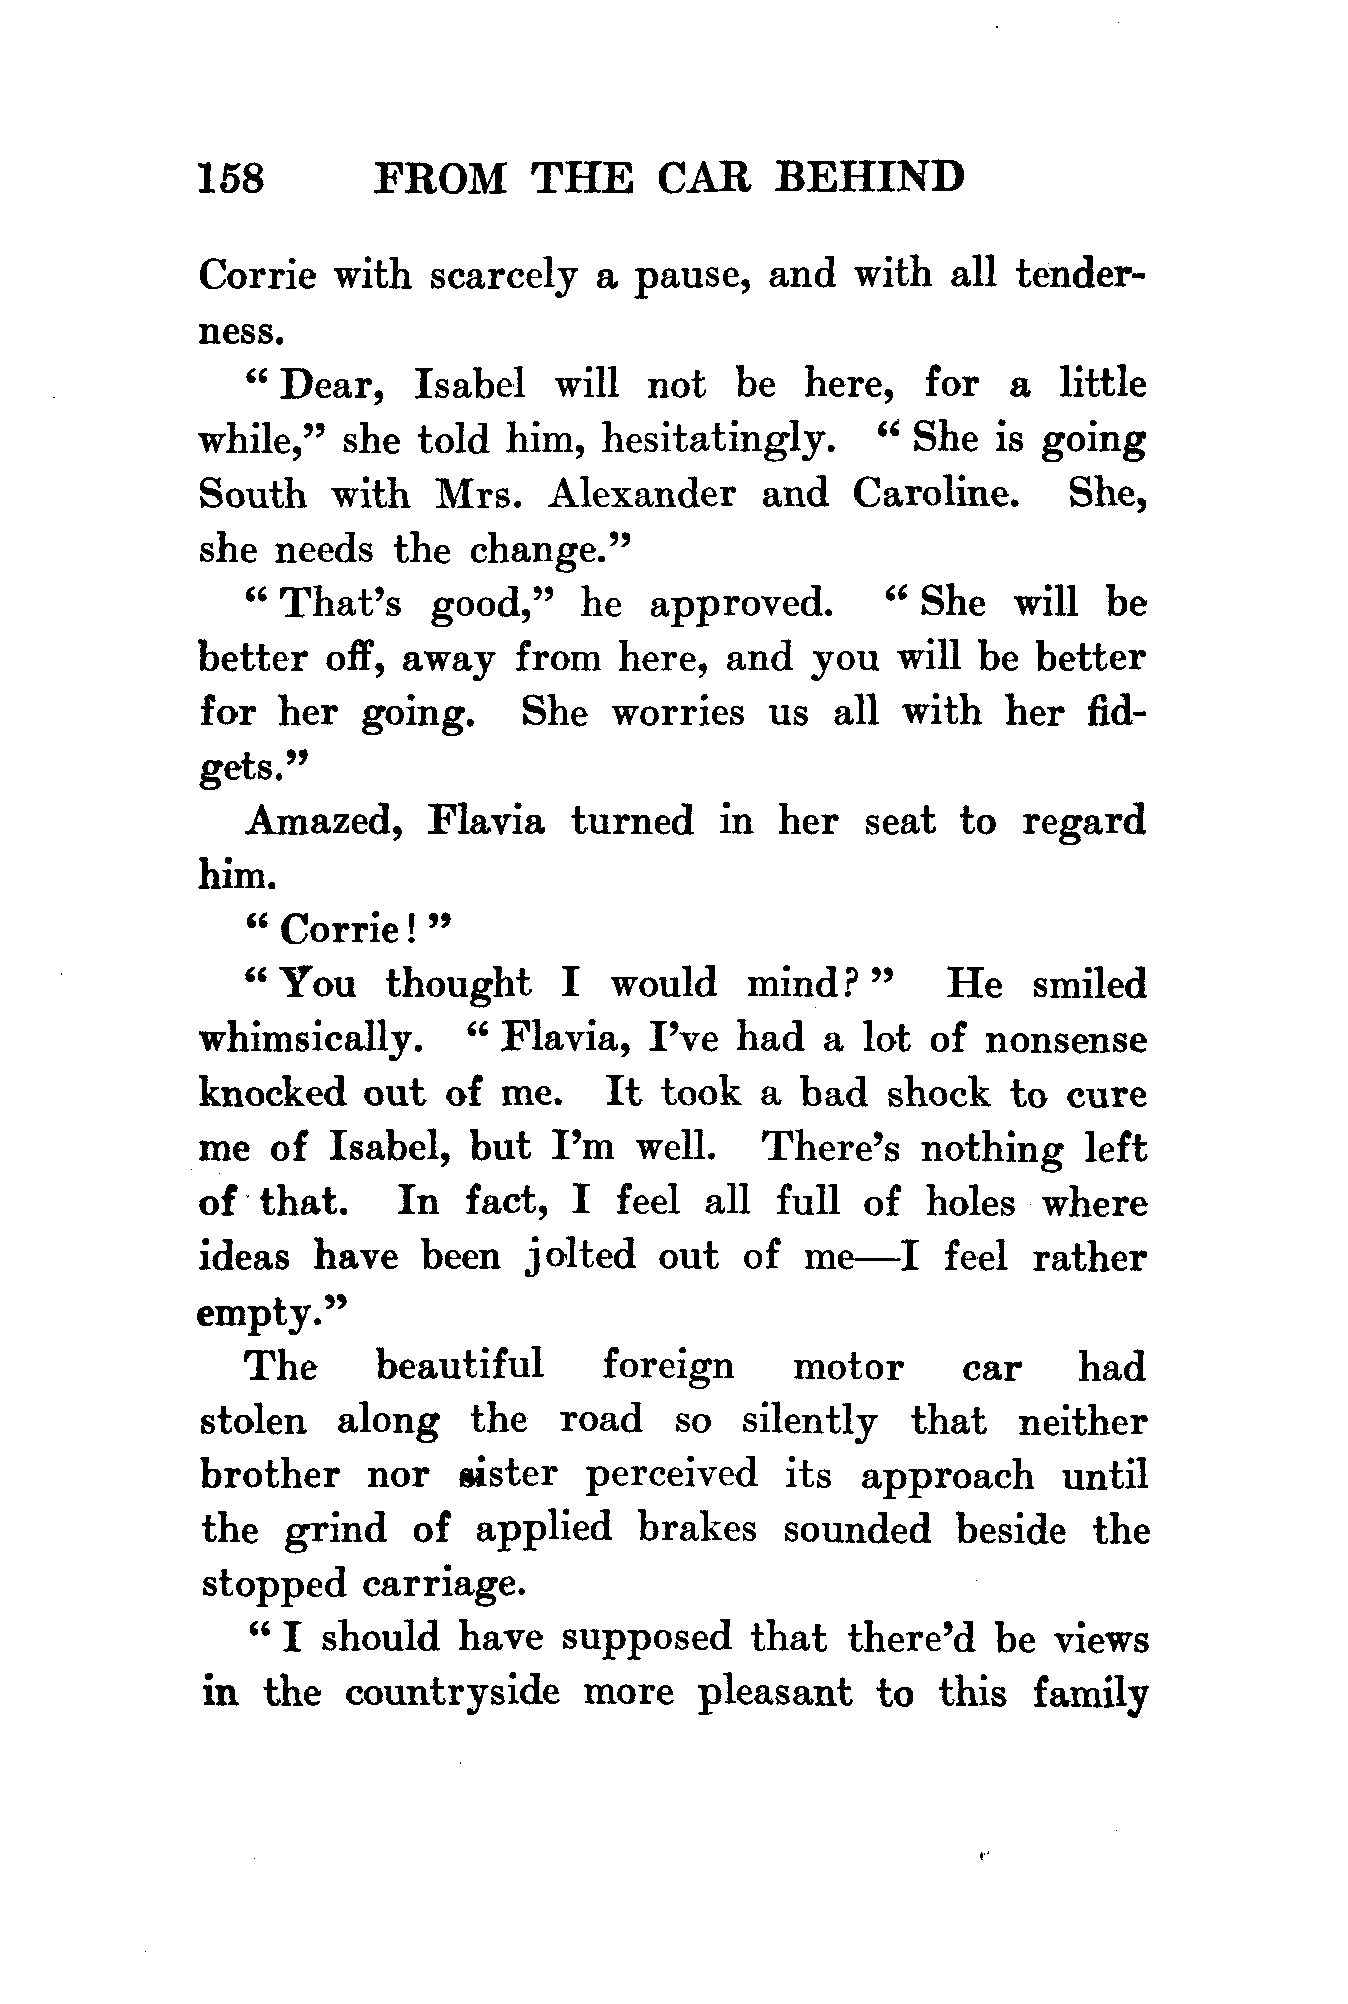 158 FROM THE CAR BEHIND
Corrie with scarcely a pause, and with all tender-
ness.
“ Dear, Isabel will not be here, for a little
while,” she told him, hesitatingly. “ She is going
South with Mrs. Alexander and Caroline. She,
she needs the change.”
“ That’s good,” he approved. “ She will be
better off, away from here, and you will be better
for her going. She worries us all with her fid-
gets.”
Amazed, Flavia turned in her seat to regard
him.
“ Corrie! ”
“ You thought I would mind? ” He smiled
whimsically. “ Flavia, I’ve had a lot of nonsense
knocked out of me. It took a bad shock to cure
me of Isabel, but I’m well. There’s nothing left
of that. In fact, I feel all full of holes where
ideas have been jolted out of me—I feel rather
empty.”
The beautiful foreign motor car had
stolen along the road so silently that neither
brother nor sister perceived its approach until
the grind of applied brakes sounded beside the
stopped carriage.
“ I should have supposed that there’d be views
in the countryside more pleasant to this family